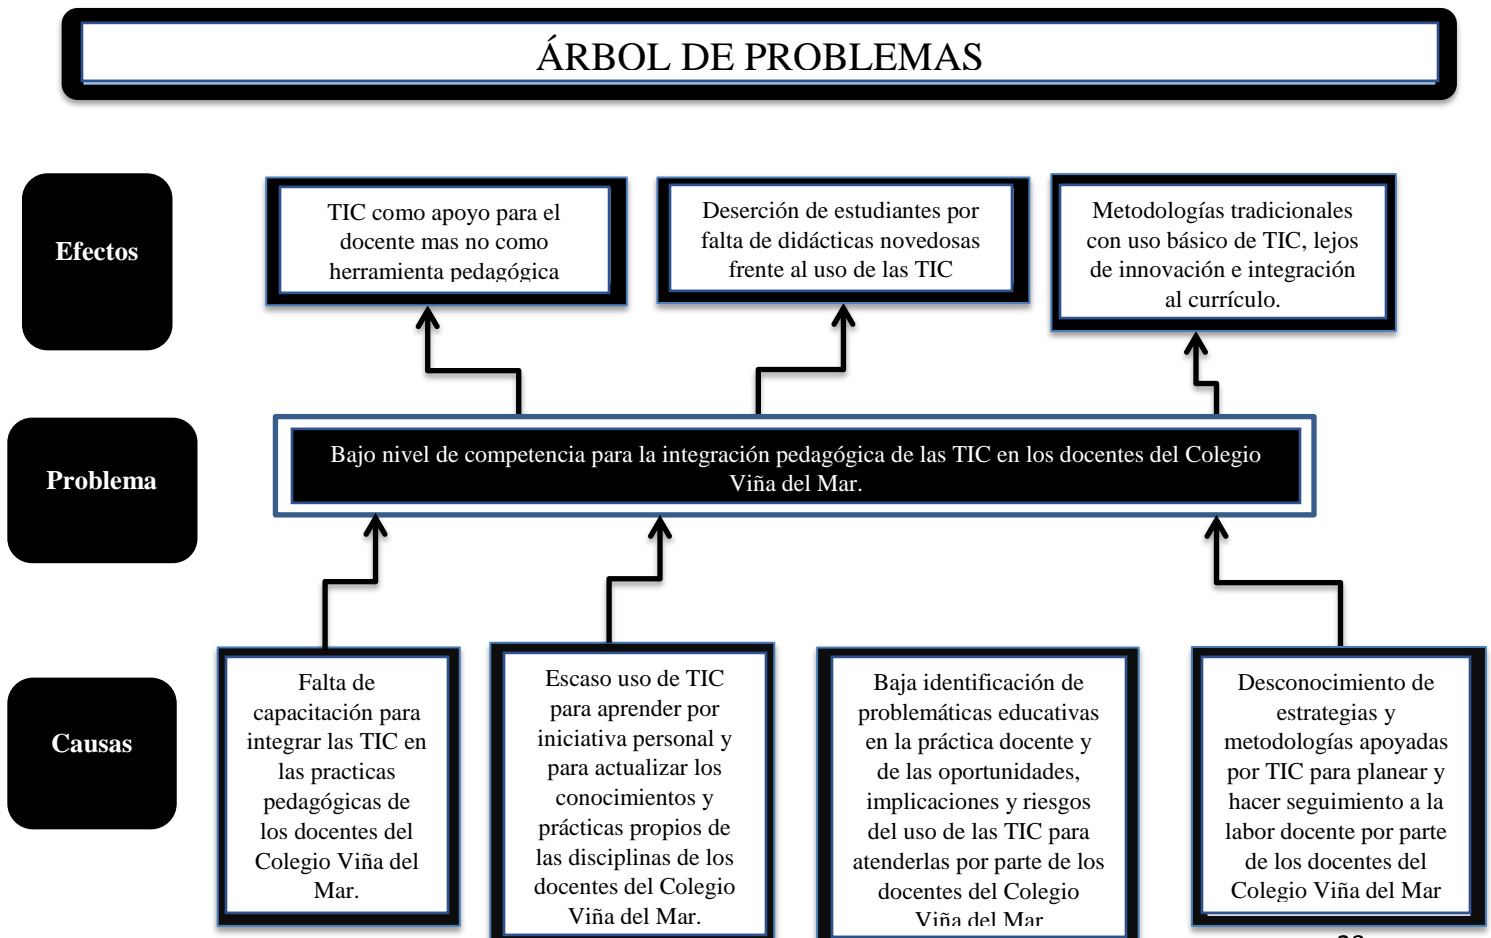 ÁRBOL DE PROBLEMAS
Efectos
TIC como apoyo para el
docente mas no como
herramienta pedagógica
Deserción de estudiantes por
falta de didácticas novedosas
frente al uso de las TIC
Metodologías tradicionales
con uso básico de TIC, lejos
de innovación e integración
al currículo.
Problema
Bajo nivel de competencia para la integración pedagógica de las TIC en los docentes del Colegio
Viña del Mar.
Causas
Falta de
capacitación para
integrar las TIC en
las practicas
pedagógicas de
los docentes del
Colegio Viña del
Mar.
Escaso uso de TIC
para aprender por
iniciativa personal y
para actualizar los
conocimientos y
prácticas propios de
las disciplinas de los
docentes del Colegio
Viña del Mar.
Baja identificación de
problemáticas educativas
en la práctica docente y
de las oportunidades,
implicaciones y riesgos
del uso de las TIC para
atenderlas por parte de los
docentes del Colegio
Viña del Mar
Desconocimiento de
estrategias y
metodologías apoyadas
por TIC para planear y
hacer seguimiento a la
labor docente por parte
de los docentes del
Colegio Viña del Mar